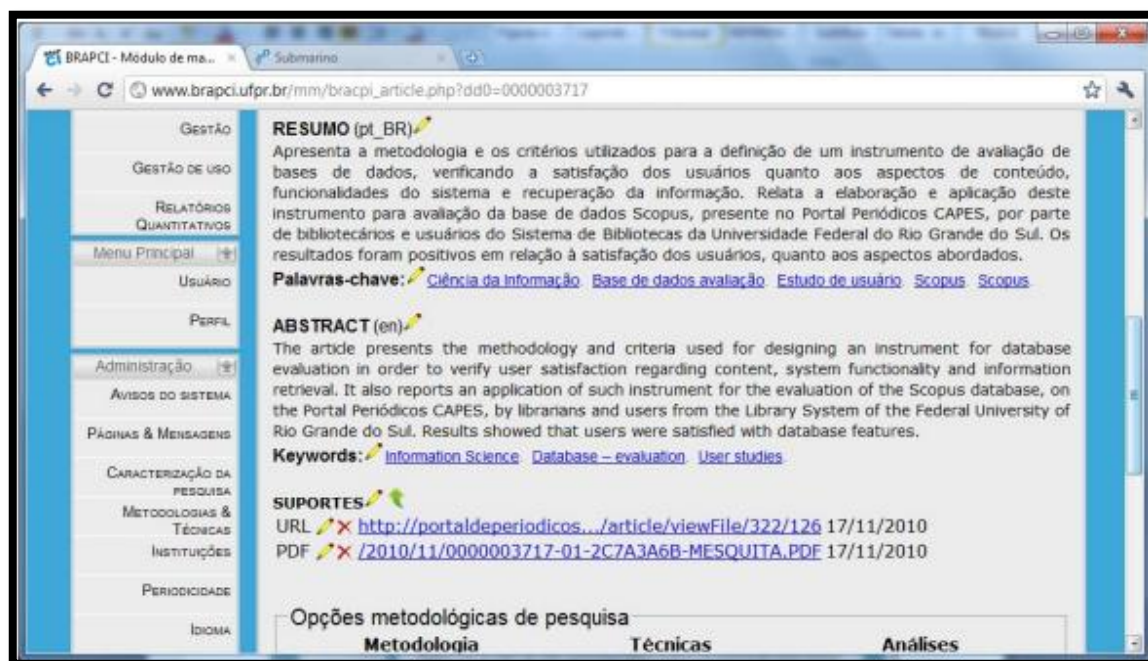 BRAPCI - Módulo de ma...
Submarino
www.brapci.ufpr.br/mm/bracpi_article.php?dd0=0000003717
Gestão
Gestão de uso
Relatórios
Quantitativos
Menu Principal
Usuário
Perfil
Administração
Avisos do sistema
Páginas & Mensagens
Caracterização da
pesquisa
Metodologias &
Técnicas
Instituições
Periodicidade
Idioma
RESUMO (pt_BR)
Apresenta a metodologia e os critérios utilizados para a definição de um instrumento de avaliação de
bases de dados, verificando a satisfação dos usuários quanto aos aspectos de conteúdo,
funcionalidades do sistema e recuperação da informação. Relata a elaboração e aplicação deste
instrumento para avaliação da base de dados Scopus, presente no Portal Periódicos CAPES, por parte
de bibliotecários e usuários do Sistema de Bibliotecas da Universidade Federal do Rio Grande do Sul. Os
resultados foram positivos em relação à satisfação dos usuários, quanto aos aspectos abordados.
Palavras-chave: Ciência da Informação. Base de dados avaliação. Estudo de usuário. Scopus. Scopus.
ABSTRACT (en)
The article presents the methodology and criteria used for designing an instrument for database
evaluation in order to verify user satisfaction regarding content, system functionality and information
retrieval. It also reports an application of such instrument for the evaluation of the Scopus database, on
the Portal Periódicos CAPES, by librarians and users from the Library System of the Federal University of
Rio Grande do Sul. Results showed that users were satisfied with database features.
Keywords: Information Science. Database – evaluation. User studies.
SUPORTES
URL http://portaldeperiodicos.../article/viewFile/322/126 17/11/2010
PDF /2010/11/0000003717-01-2C7A3A6B-MESQUITA.PDF 17/11/2010
Opções metodológicas de pesquisa
Metodologia Técnicas Análises